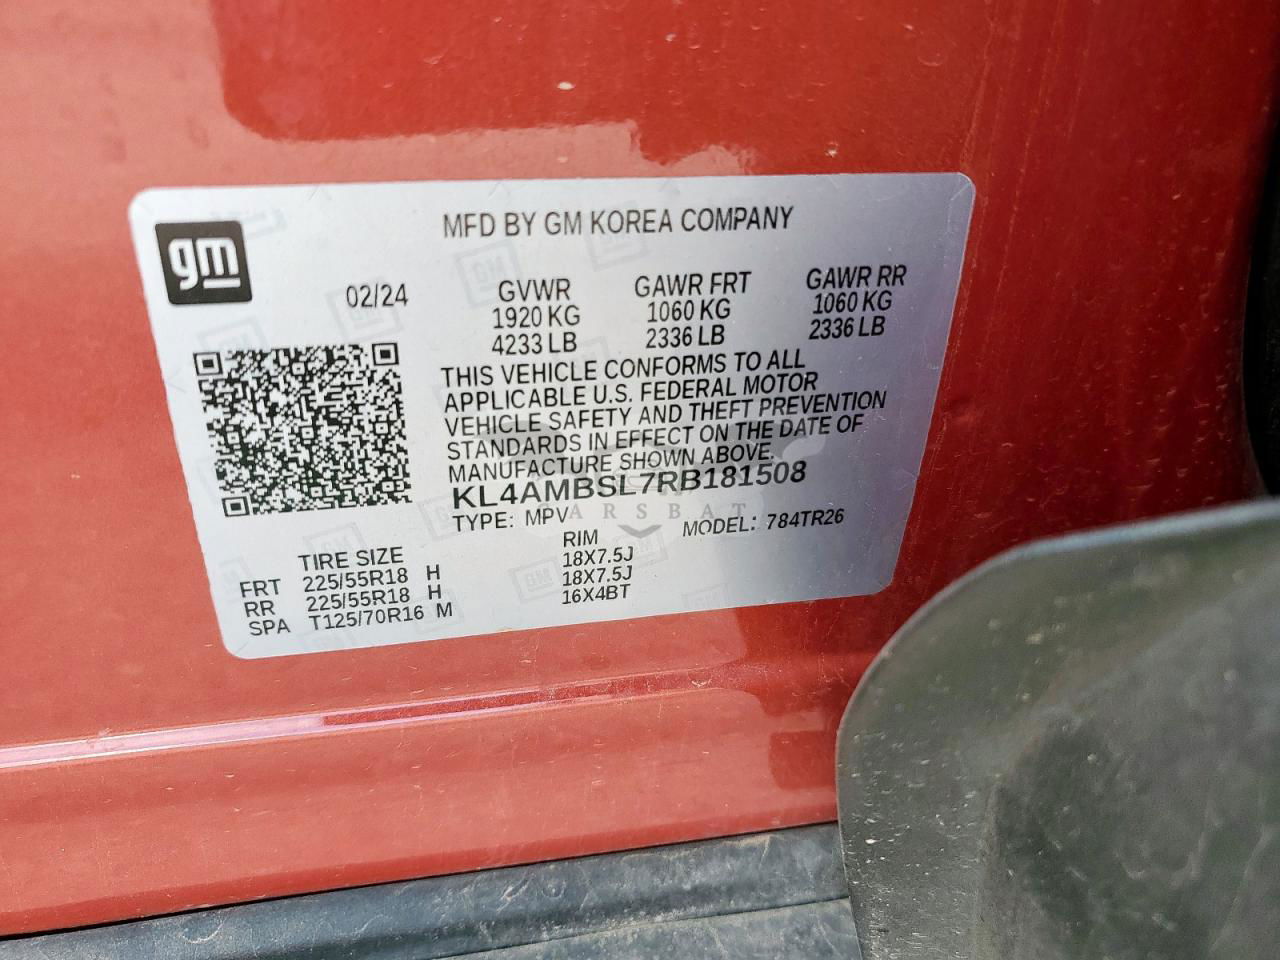 gm
MFD BY GM KOREA COMPANY
02/24
GVWR GAWR FRT GAWR RR
1920 KG 1060 KG 1060 KG
4233 LB 2336 LB 2336 LB
THIS VEHICLE CONFORMS TO ALL
APPLICABLE U.S. FEDERAL MOTOR
VEHICLE SAFETY AND THEFT PREVENTION
STANDARDS IN EFFECT ON THE DATE OF
MANUFACTURE SHOWN ABOVE.
KL4AMBSL7RB181508
TYPE: MPV MODEL: 784TR26
CARSBAT
TIRE SIZE RIM
FRT 225/55R18 H 18X7.5J
RR 225/55R18 H 18X7.5J
SPA T125/70R16 M 16X4BT